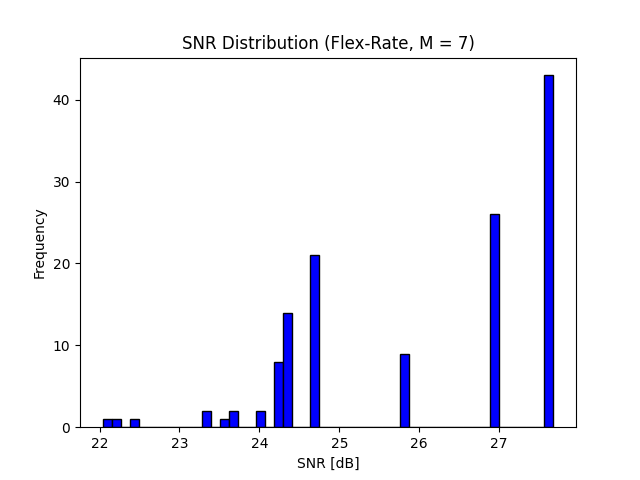 SNR Distribution (Flex-Rate, M = 7)
Frequency
40
30
20
10
0
22 23 24 25 26 27
SNR [dB]